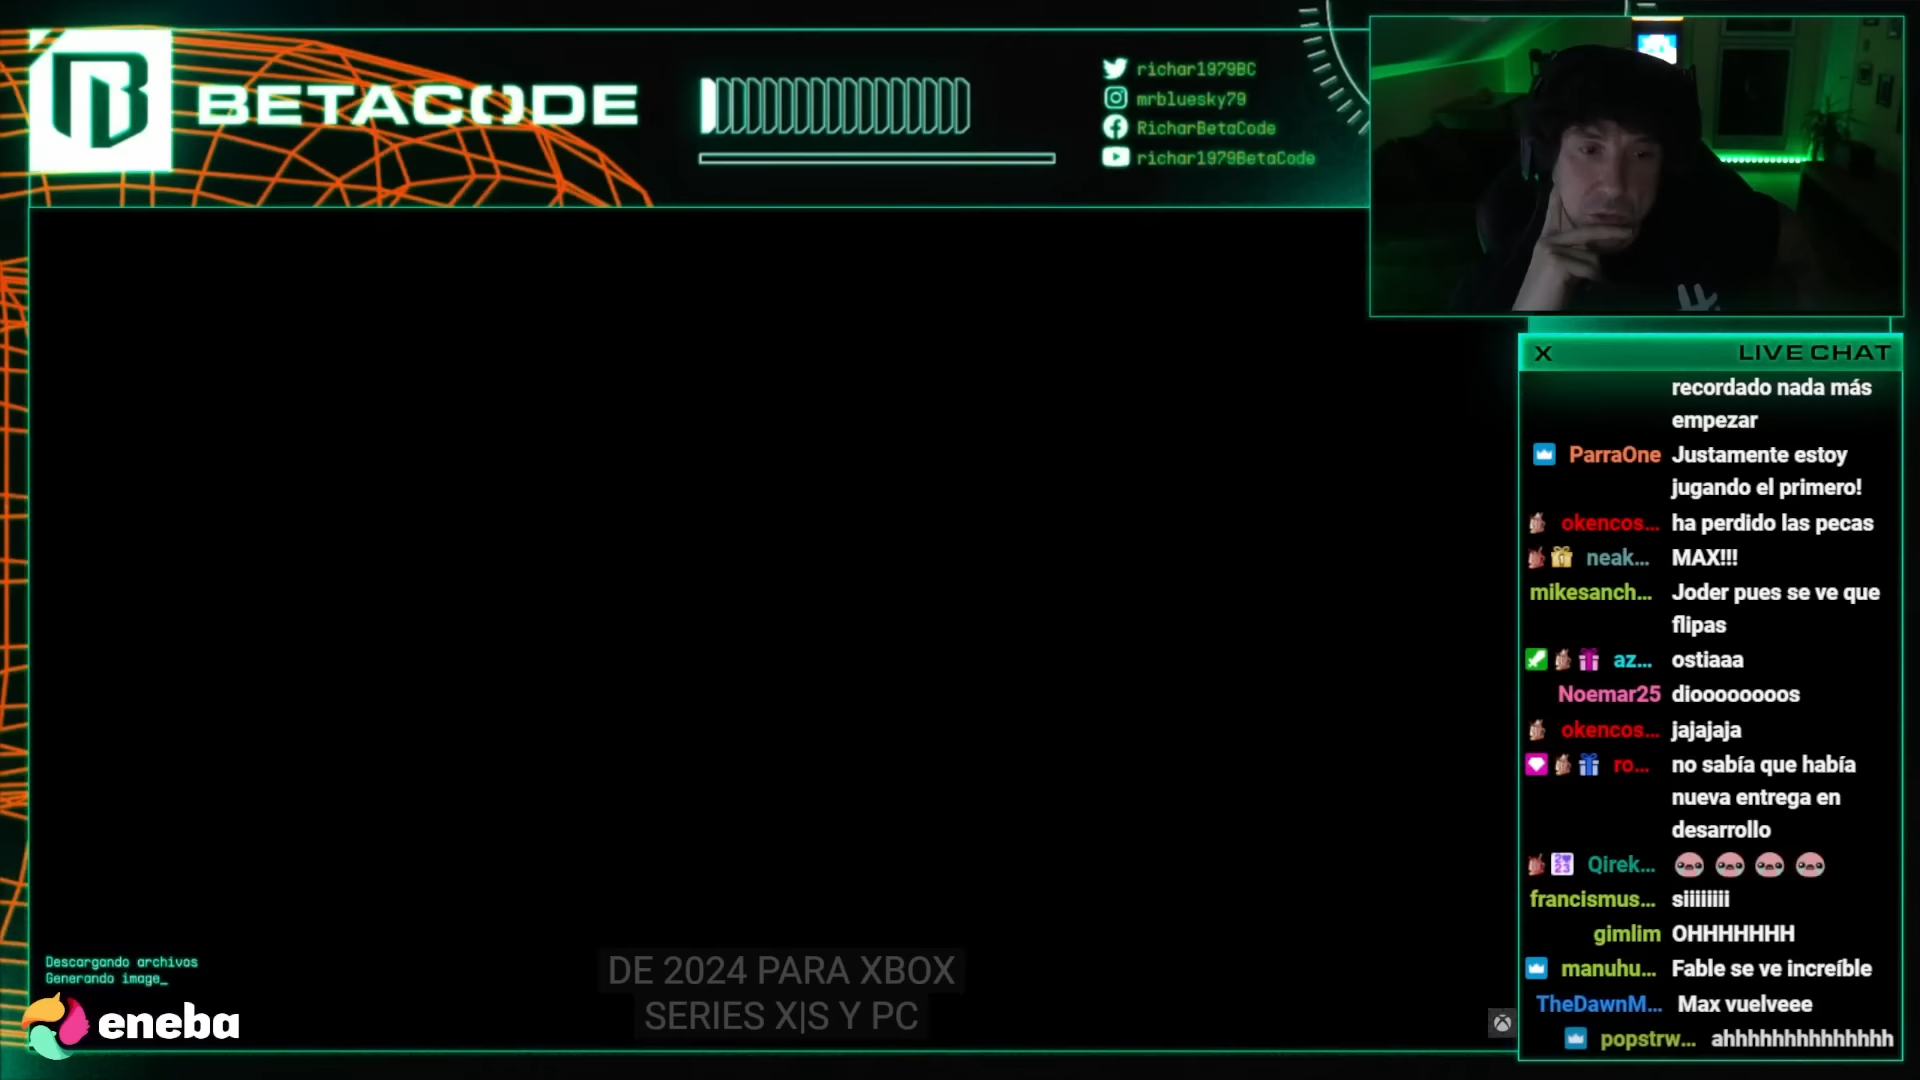 BETACODE
richar1979BC
mrbluesky79
RicharBetaCode
richar1979BetaCode
X LIVE CHAT
recordado nada más
empezar
ParraOne Justamente estoy
jugando el primero!
okencos... ha perdido las pecas
neak... MAX!!!
mikesanch... Joder pues se ve que
flipas
az... ostiaaa
Noemar25 dioooooooos
okencos... jajajaja
ro... no sabía que había
nueva entrega en
desarrollo
Qirek...
francismus... siiiiiiii
gimlim OHHHHHHH
manuhu... Fable se ve increíble
TheDawnM... Max vuelveee
popstrw... ahhhhhhhhhhhhhh
Descargando archivos
Generando image_
eneba
DE 2024 PARA XBOX
SERIES X|S Y PC